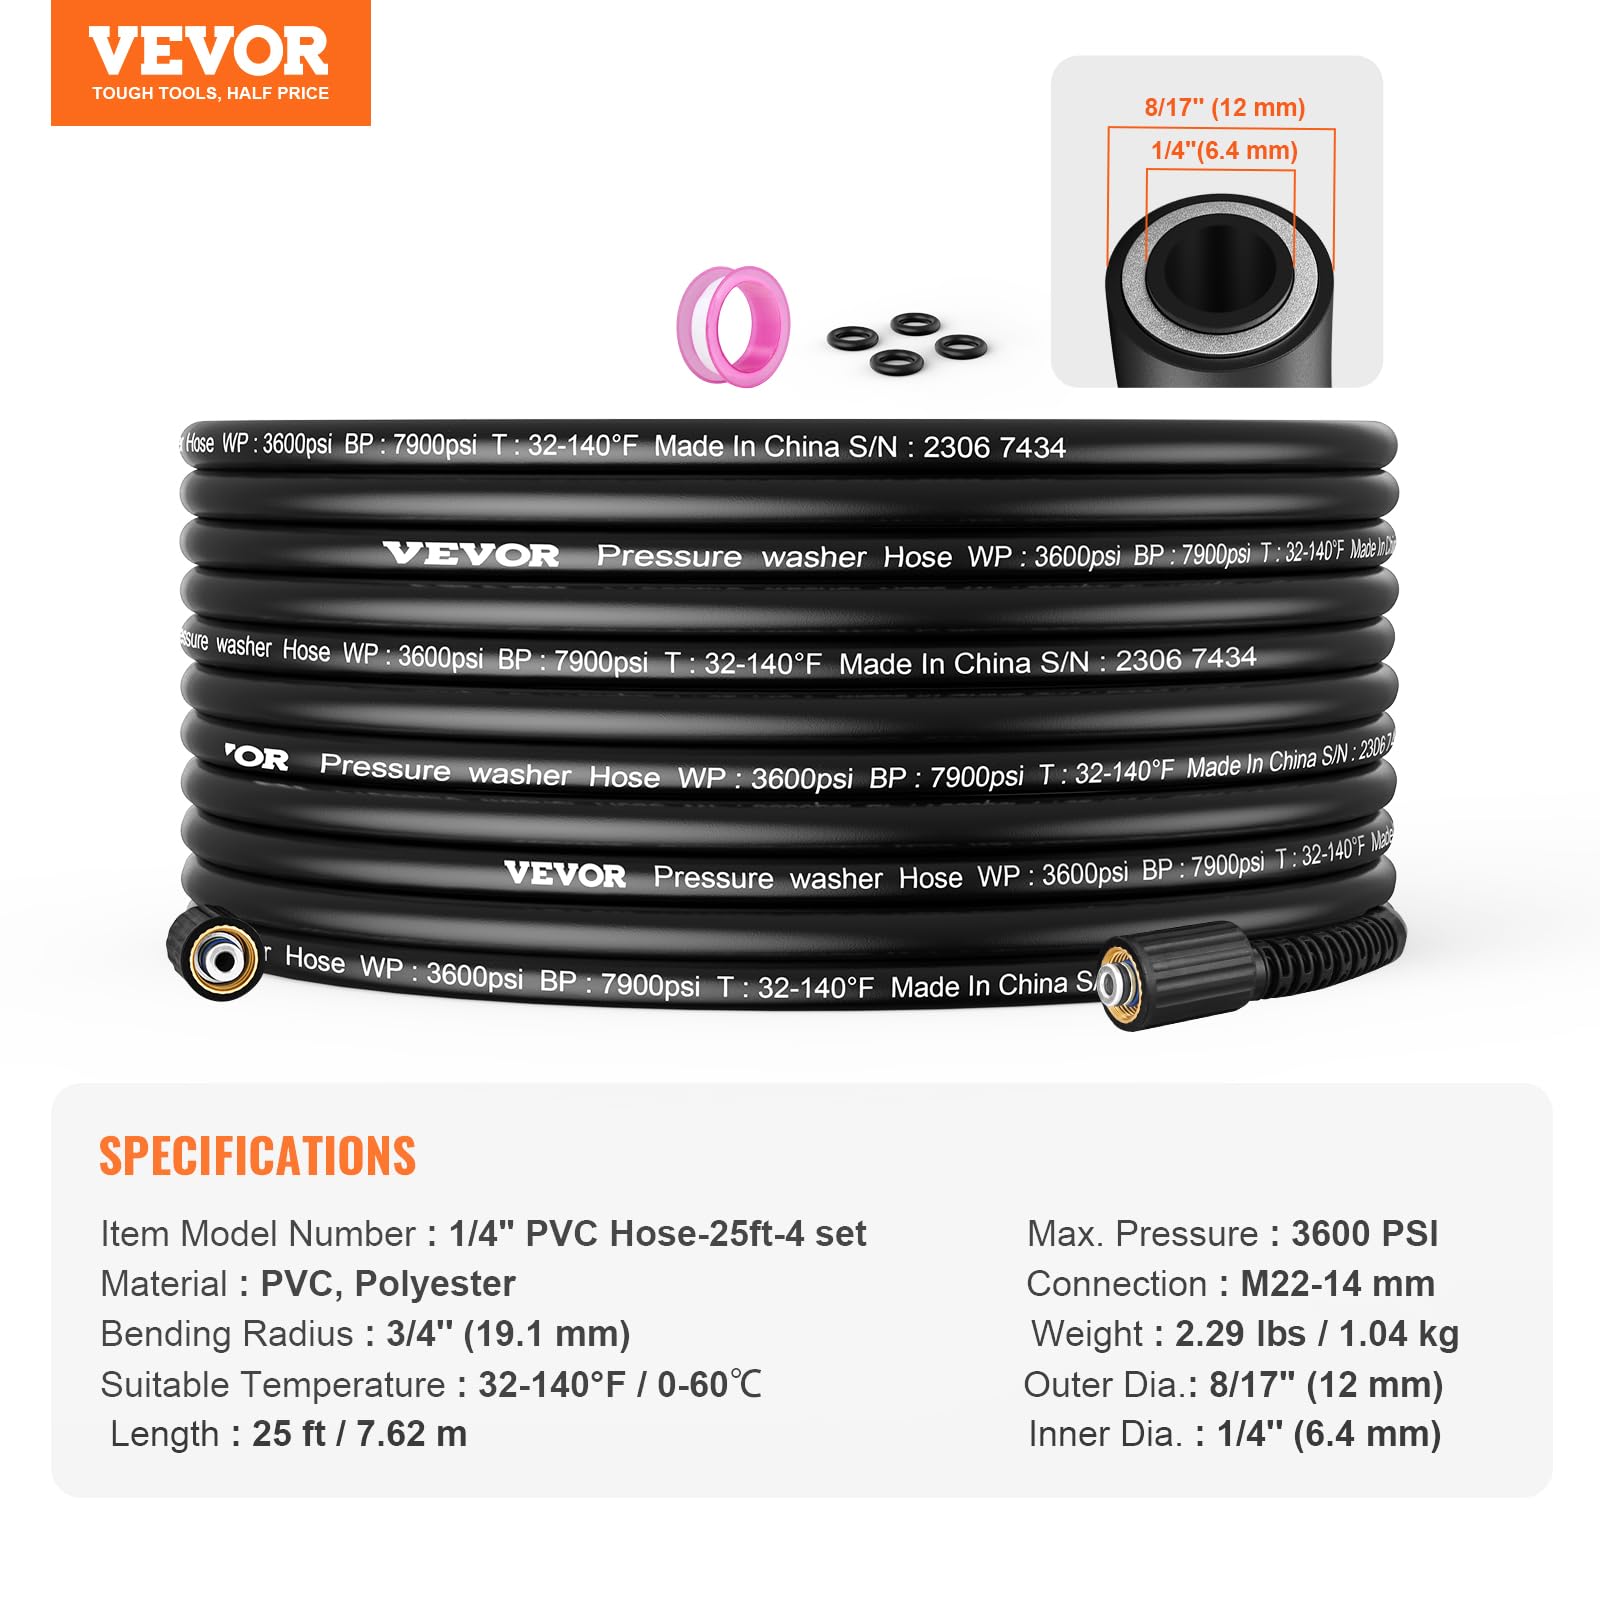 VEVOR
TOUGH TOOLS, HALF PRICE
8/17" (12 mm)
1/4"(6.4 mm)
Hose WP : 3600psi BP : 7900psi T : 32-140°F Made In China S/N : 2306 7434
VEVOR Pressure washer Hose WP : 3600psi BP : 7900psi T : 32-140°F Made In
washer Hose WP : 3600psi BP : 7900psi T : 32-140°F Made In China S/N : 2306 7434
Pressure washer Hose WP : 3600psi BP : 7900psi T : 32-140°F Made In China S/N : 2306
VEVOR Pressure washer Hose WP : 3600psi BP : 7900psi T : 32-140°F Made
Hose WP : 3600psi BP : 7900psi T : 32-140°F Made In China
SPECIFICATIONS
Item Model Number : 1/4" PVC Hose-25ft-4 set
Material : PVC, Polyester
Bending Radius : 3/4" (19.1 mm)
Suitable Temperature : 32-140°F / 0-60℃
Length : 25 ft / 7.62 m
Max. Pressure : 3600 PSI
Connection : M22-14 mm
Weight : 2.29 lbs / 1.04 kg
Outer Dia.: 8/17" (12 mm)
Inner Dia. : 1/4" (6.4 mm)